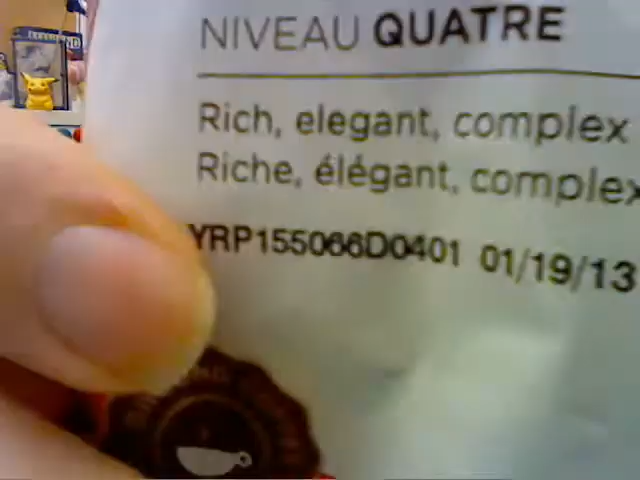 NIVEAU QUATRE
Rich, elegant, complex
Riche, élégant, complex
YRP155066D0401 01/19/13